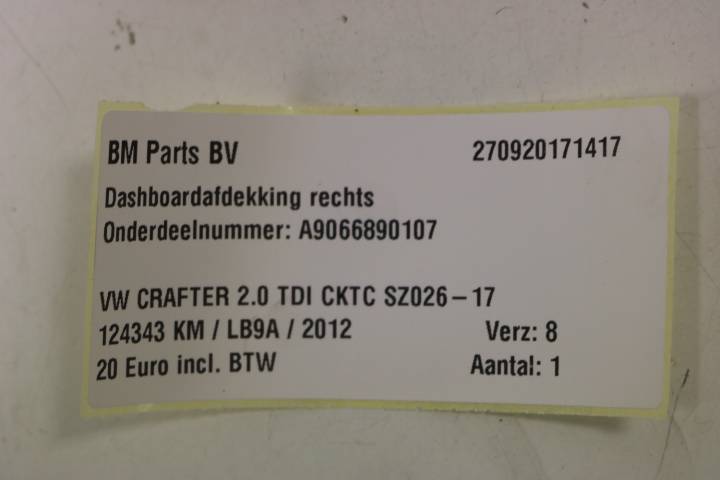 BM Parts BV 270920171417
Dashboardafdekking rechts
Onderdeelnummer: A9066890107
VW CRAFTER 2.0 TDI CKTC SZ026-17
124343 KM / LB9A / 2012 Verz: 8
20 Euro incl. BTW Aantal: 1